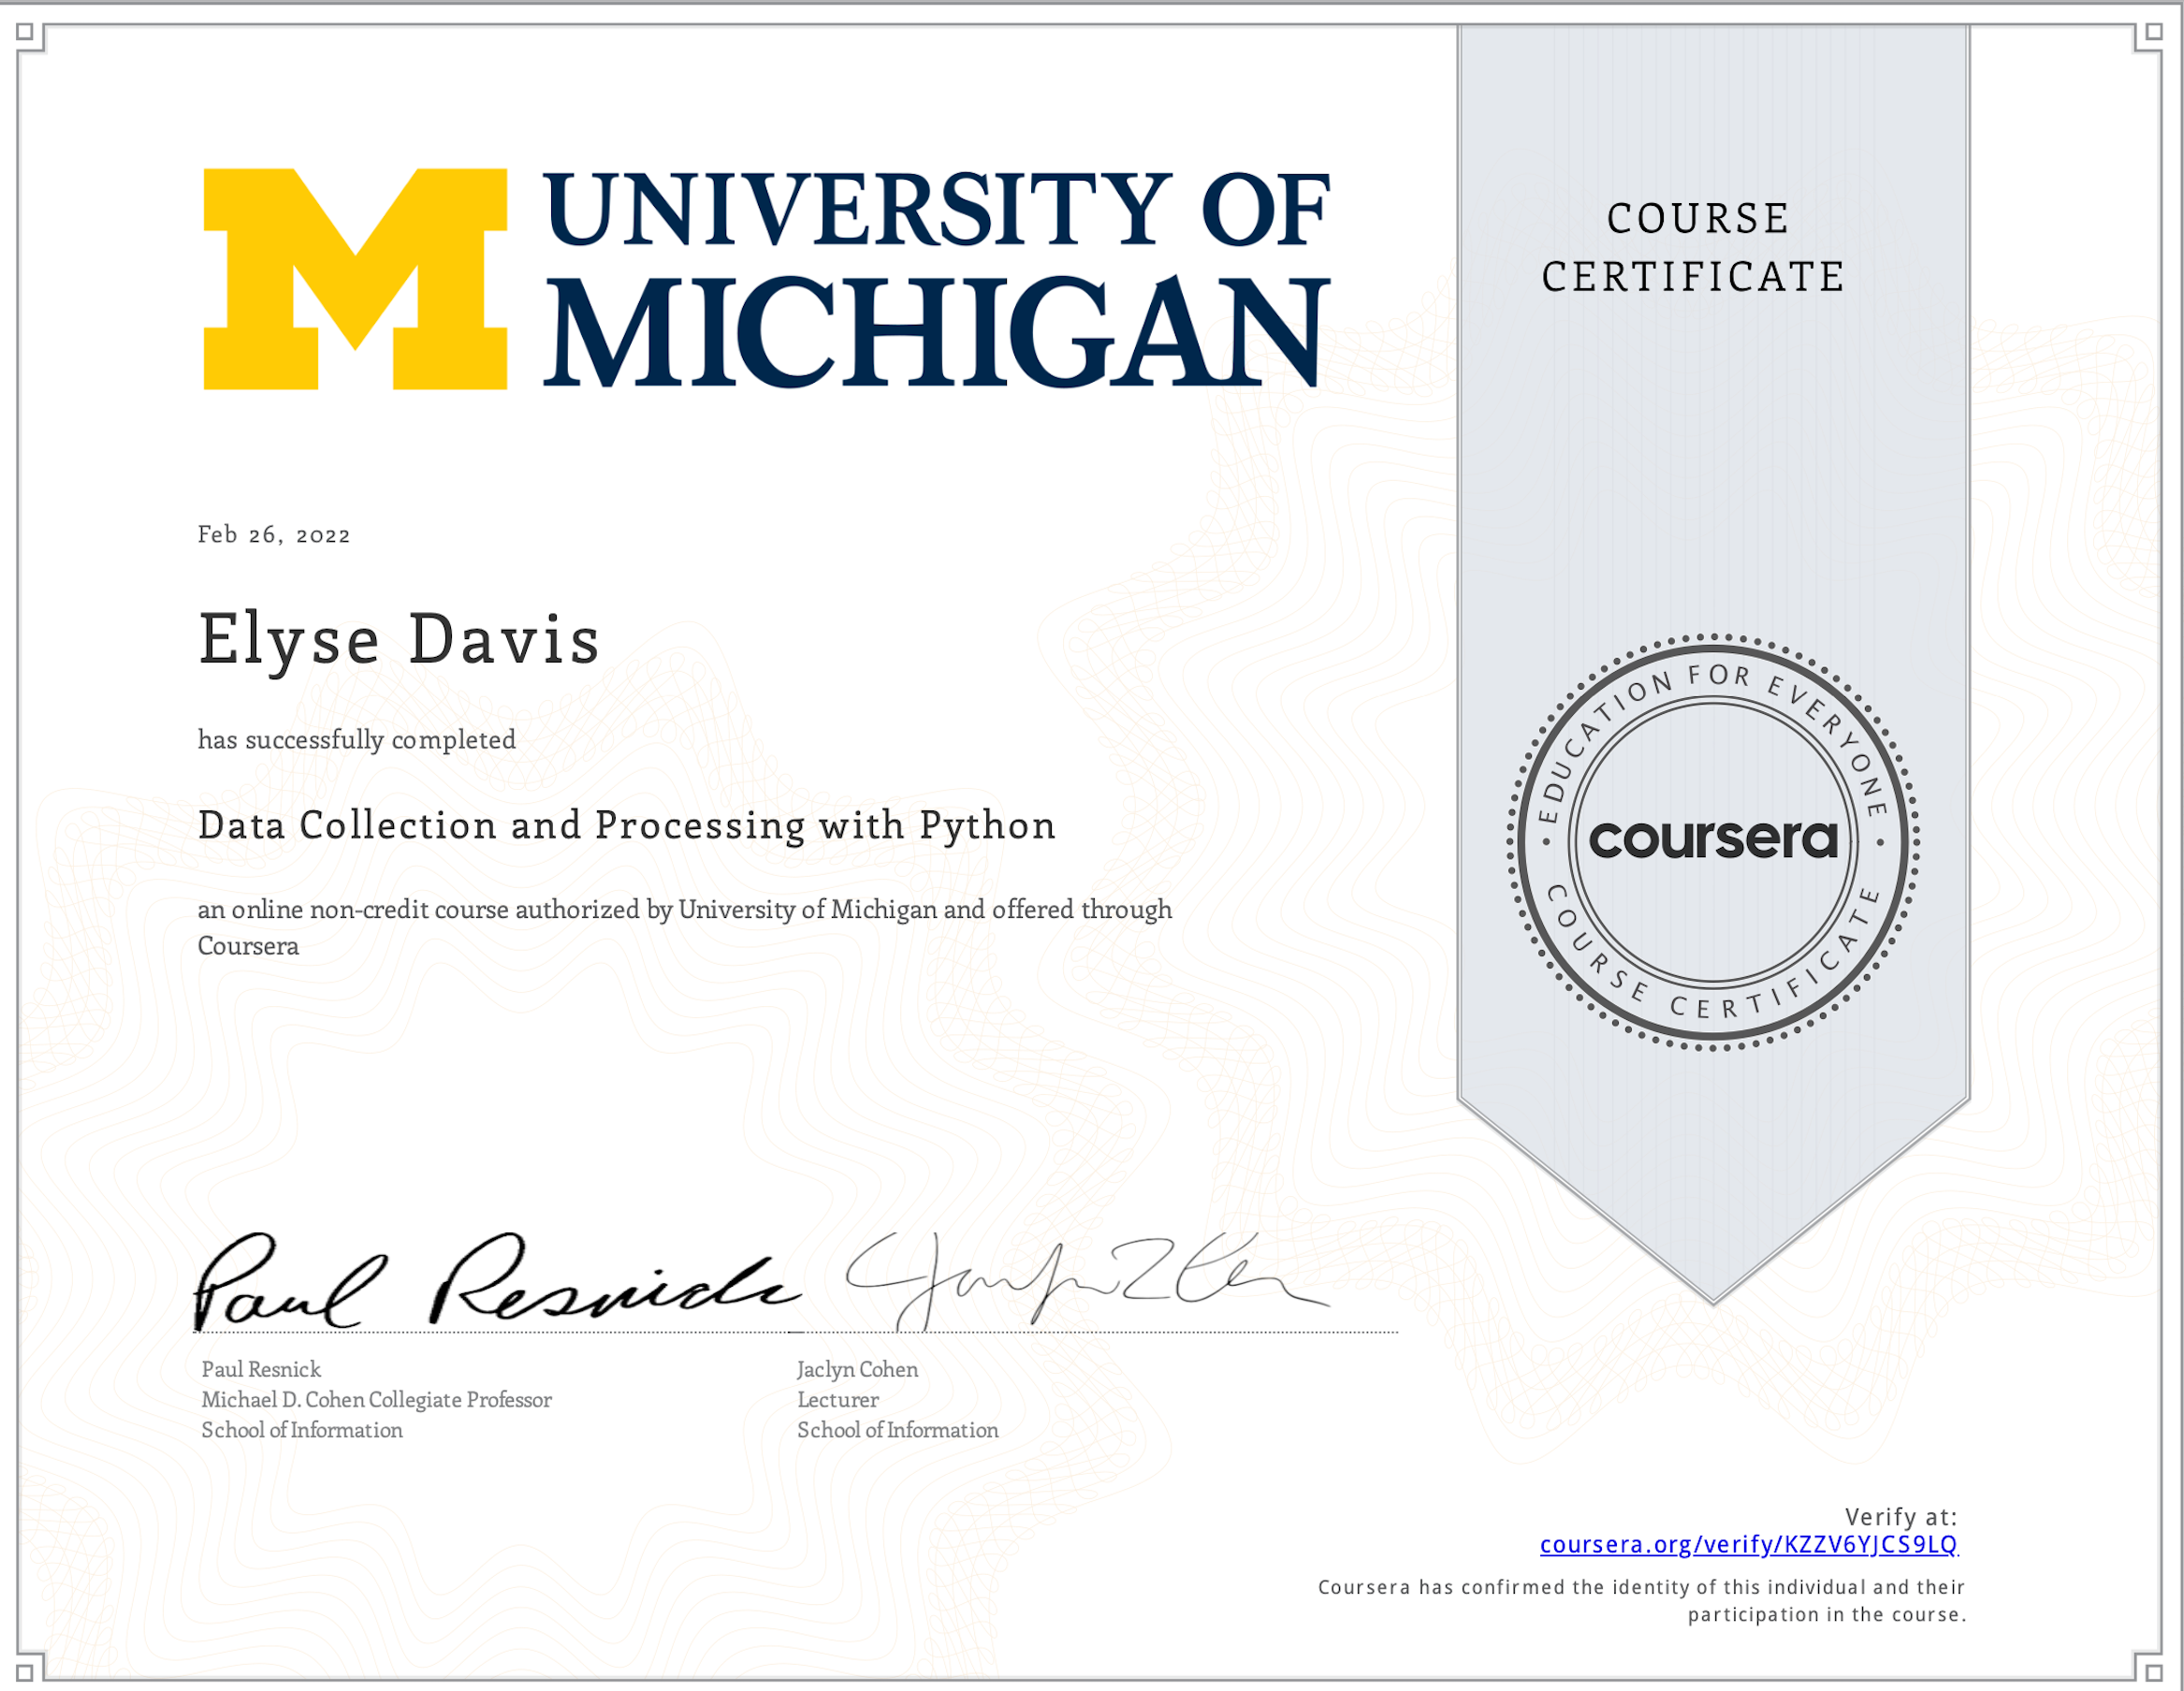 UNIVERSITY OF
MICHIGAN
COURSE
CERTIFICATE
Feb 26, 2022
Elyse Davis
has successfully completed
Data Collection and Processing with Python
an online non-credit course authorized by University of Michigan and offered through
Coursera
EDUCATION FOR EVERYONE
coursera
COURSE CERTIFICATE
Paul Resnick
Paul Resnick
Michael D. Cohen Collegiate Professor
School of Information
Jaclyn Cohen
Lecturer
School of Information
Verify at:
coursera.org/verify/KZZV6YJCS9LQ
Coursera has confirmed the identity of this individual and their
participation in the course.